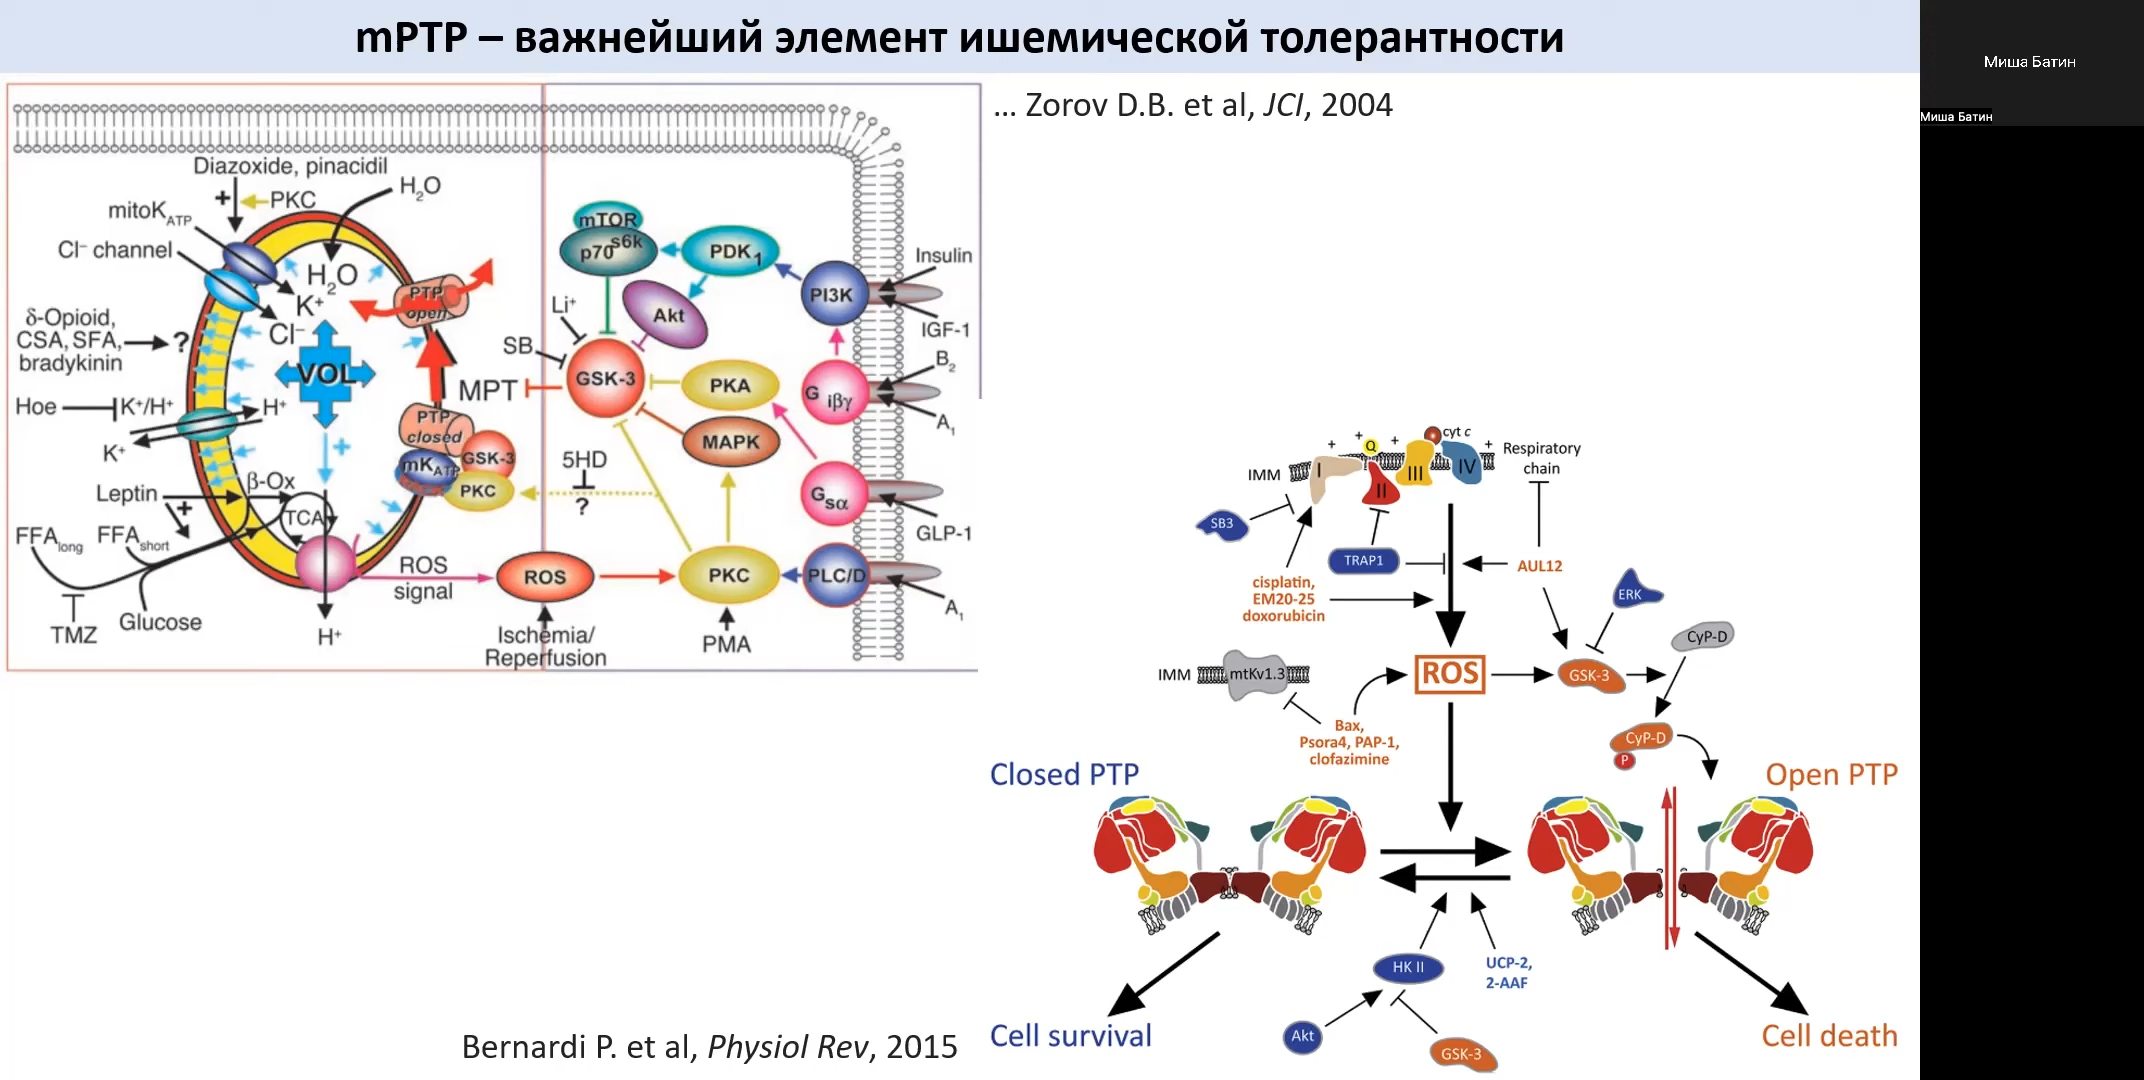 mPTP – важнейший элемент ишемической толерантности
Миша Батин
Миша Батин
... Zorov D.B. et al, JCI, 2004
Diazoxide, pinacidil
+
PKC
H2O
mitoKATP
Cl– channel
H2O
K+
Cl–
PTP
open
δ-Opioid,
CSA, SFA,
bradykinin
?
VOL
Hoe
K+/H+
H+
K+
PTP
closed
mKATP
GSK-3
PKC
+
Leptin
β-Ox
+
TCA
FFAlong
FFAshort
Glucose
TMZ
H+
ROS
signal
MPT
5HD
?
ROS
Ischemia/
Reperfusion
mTOR
p70s6k
PDK1
Akt
PI3K
Li+
SB
GSK-3
PKA
MAPK
Giβγ
Gsα
PKC
PLC/D
PMA
Insulin
IGF-1
B2
A1
GLP-1
A1
IMM
I
+
+
Q
+
II
III
cyt c
IV
+
Respiratory
chain
SB3
TRAP1
AUL12
cisplatin,
EM20-25
doxorubicin
ERK
CyP-D
IMM
mtKv1.3
ROS
GSK-3
Bax,
Psora4, PAP-1,
clofazimine
CyP-D
P
Closed PTP
Open PTP
HK II
UCP-2,
2-AAF
Akt
GSK-3
Cell survival
Cell death
Bernardi P. et al, Physiol Rev, 2015